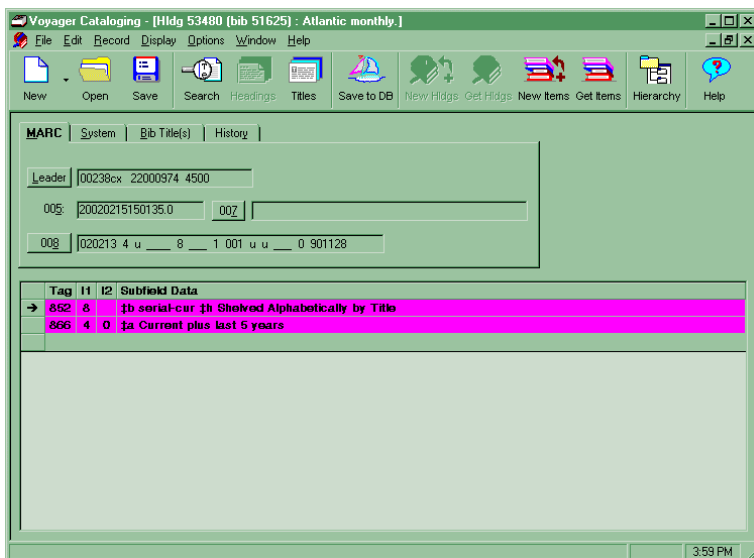 Voyager Cataloging - [Hldg 53480 (bib 51625) : Atlantic monthly.]
File Edit Record Display Options Window Help
New Open Save Search Headings Titles Save to DB New Hldgs Get Hldgs New Items Get Items Hierarchy Help
MARC System Bib Title(s) History
Leader 00238cx 22000974 4500
005: 20020215150135.0 007
008 020213 4 u ___ 8 __ 1 001 u u __ 0 901128
Tag I1 I2 Subfield Data
852 8 ‡b serial-cur ‡h Shelved Alphabetically by Title
866 4 0 ‡a Current plus last 5 years
3:59 PM